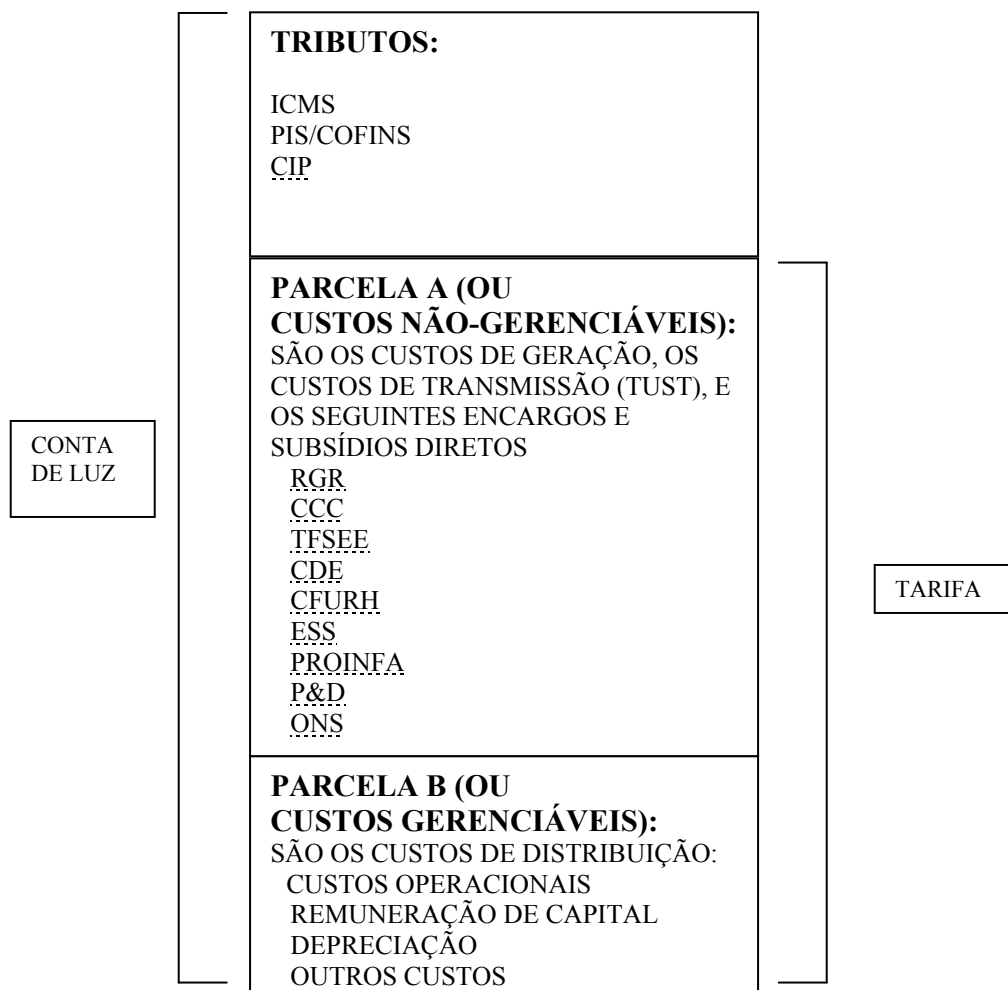 TRIBUTOS:
ICMS
PIS/COFINS
CIP
PARCELA A (OU
CUSTOS NÃO-GERENCIÁVEIS):
SÃO OS CUSTOS DE GERAÇÃO, OS
CUSTOS DE TRANSMISSÃO (TUST), E
OS SEGUINTES ENCARGOS E
SUBSÍDIOS DIRETOS
RGR
CCC
TFSEE
CDE
CFURH
ESS
PROINFA
P&D
ONS
PARCELA B (OU
CUSTOS GERENCIÁVEIS):
SÃO OS CUSTOS DE DISTRIBUIÇÃO:
CUSTOS OPERACIONAIS
REMUNERAÇÃO DE CAPITAL
DEPRECIAÇÃO
OUTROS CUSTOS
CONTA
DE LUZ
TARIFA